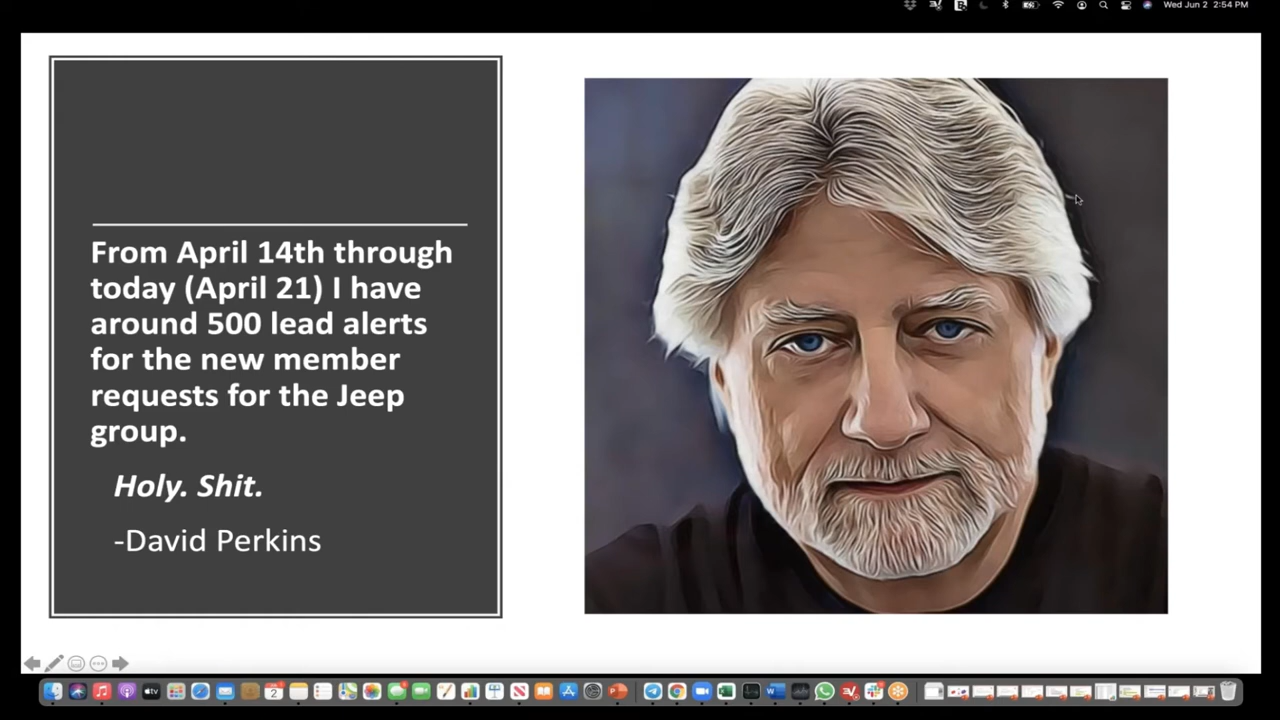 Wed Jun 2 2:54 PM
From April 14th through
today (April 21) I have
around 500 lead alerts
for the new member
requests for the Jeep
group.
Holy. Shit.
-David Perkins